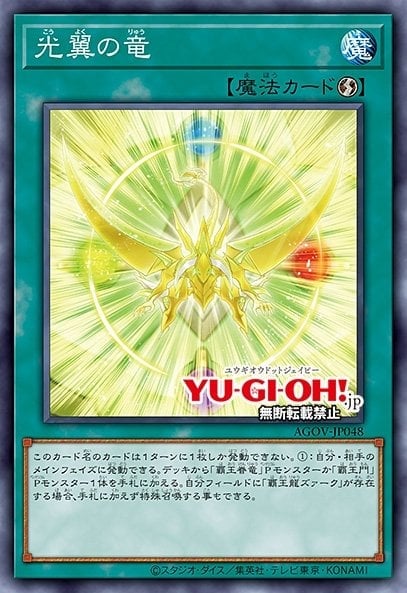 光翼の竜
【魔法カード】
魔
ユウギオウドットジェイピー
YU-GI-OH!.jp
無断転載禁止
AGOV-JP048
このカード名のカードは1ターンに1枚しか発動できない。①:自分・相手の
メインフェイズに発動できる。デッキから「覇王眷竜」Pモンスターか「覇王門」
Pモンスター1体を手札に加える。自分フィールドに「覇王龍ズァーク」が存在
する場合、手札に加えず特殊召喚する事もできる。
©スタジオ・ダイス/集英社・テレビ東京・KONAMI